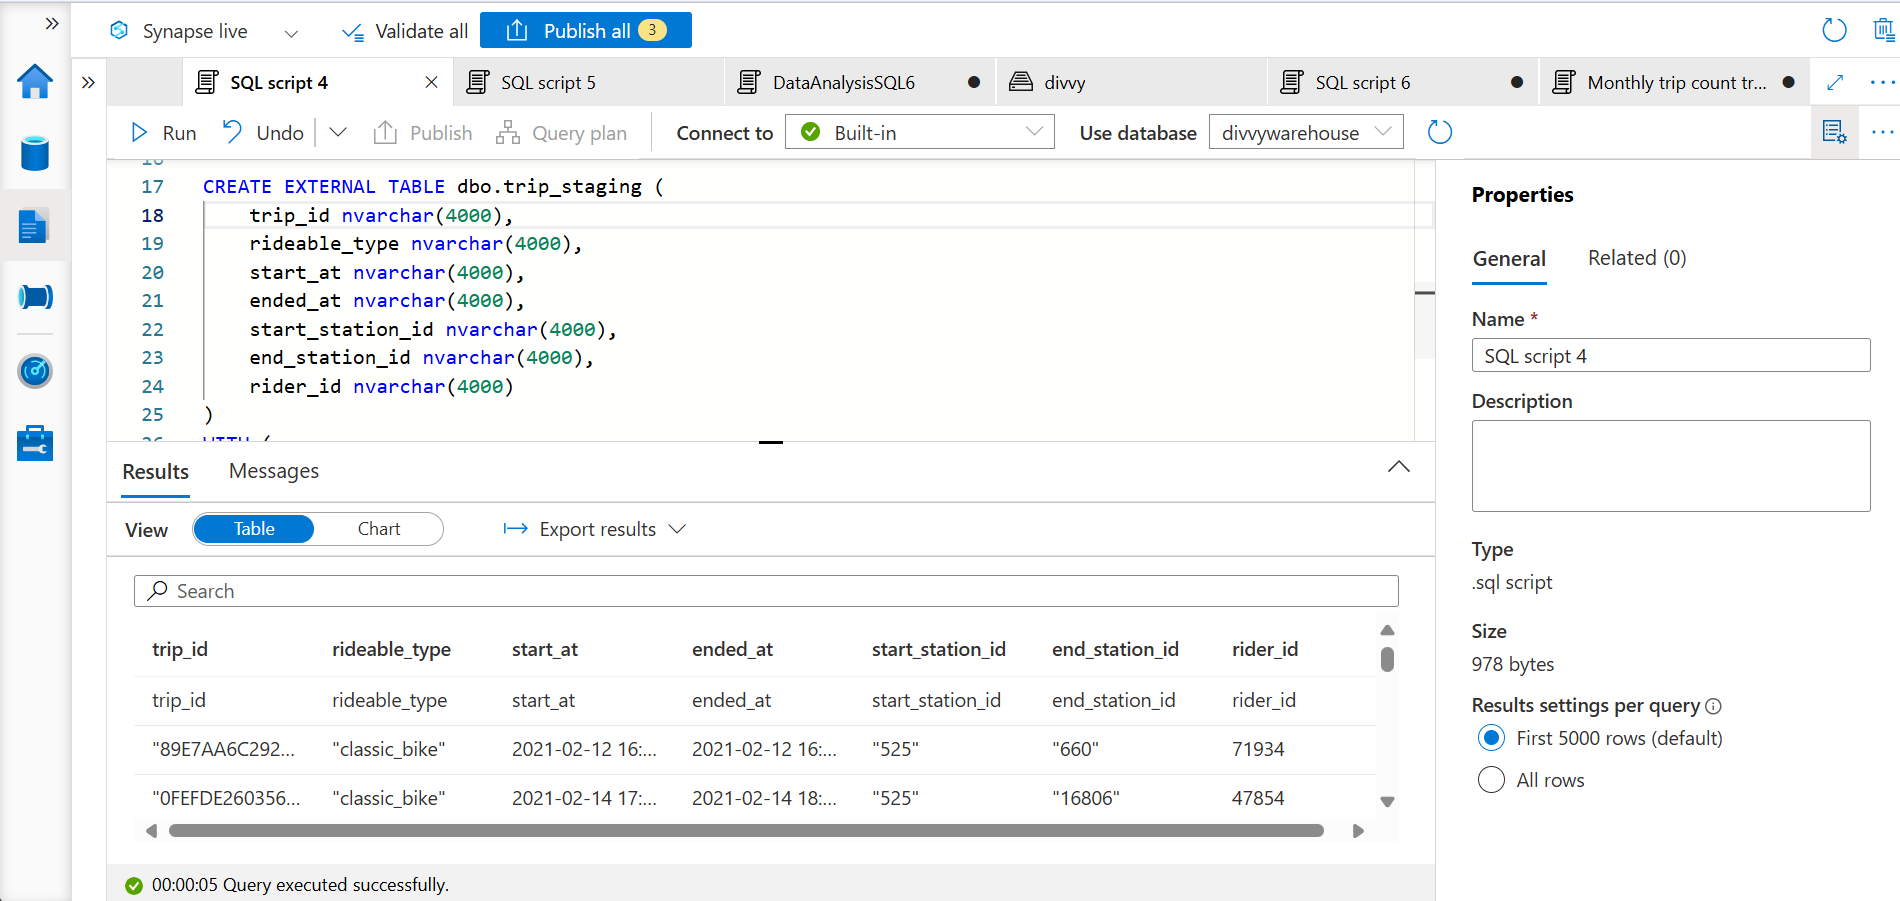 Synapse live
Validate all
Publish all 3
SQL script 4
SQL script 5
DataAnalysisSQL6
divvy
SQL script 6
Monthly trip count tr...
Run
Undo
Publish
Query plan
Connect to
Built-in
Use database
divvywarehouse
17 CREATE EXTERNAL TABLE dbo.trip_staging (
18 trip_id nvarchar(4000),
19 rideable_type nvarchar(4000),
20 start_at nvarchar(4000),
21 ended_at nvarchar(4000),
22 start_station_id nvarchar(4000),
23 end_station_id nvarchar(4000),
24 rider_id nvarchar(4000)
25 )
Results
Messages
View
Table
Chart
Export results
Search
trip_id rideable_type start_at ended_at start_station_id end_station_id rider_id
trip_id rideable_type start_at ended_at start_station_id end_station_id rider_id
"89E7AA6C292... "classic_bike" 2021-02-12 16:... 2021-02-12 16:... "525" "660" 71934
"0FEFDE260356... "classic_bike" 2021-02-14 17:... 2021-02-14 18:... "525" "16806" 47854
00:00:05 Query executed successfully.
Properties
General
Related (0)
Name *
SQL script 4
Description
Type
.sql script
Size
978 bytes
Results settings per query
First 5000 rows (default)
All rows